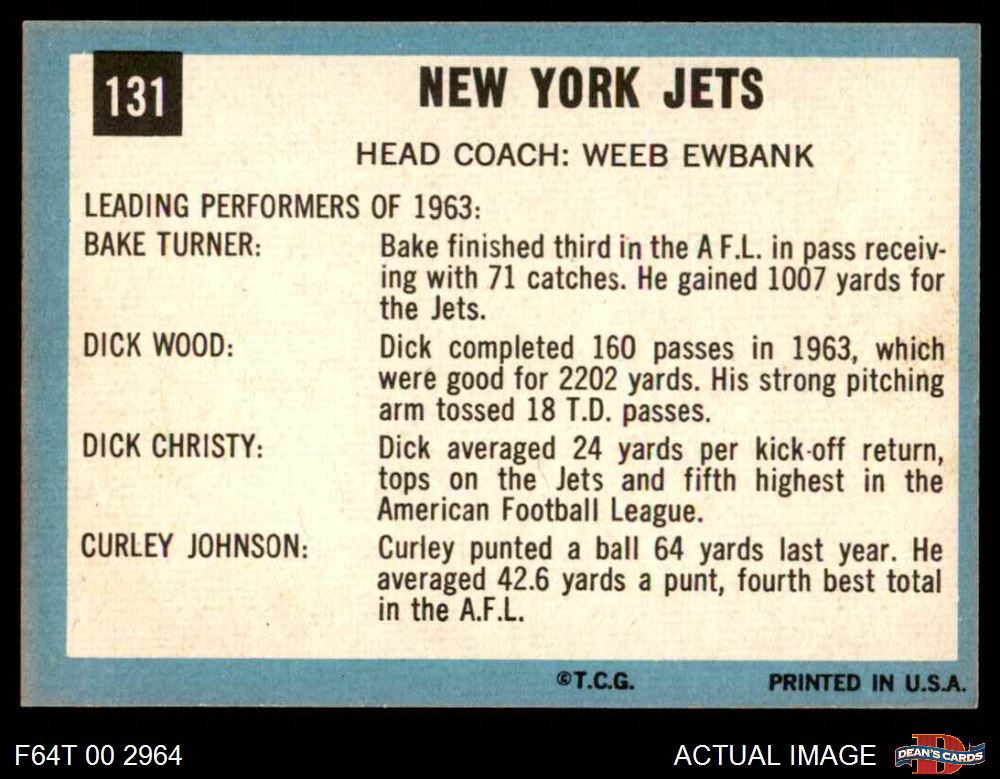 131
NEW YORK JETS
HEAD COACH: WEEB EWBANK
LEADING PERFORMERS OF 1963:
BAKE TURNER: Bake finished third in the A F.L. in pass receiv-
ing with 71 catches. He gained 1007 yards for
the Jets.
DICK WOOD: Dick completed 160 passes in 1963, which
were good for 2202 yards. His strong pitching
arm tossed 18 T.D. passes.
DICK CHRISTY: Dick averaged 24 yards per kick-off return,
tops on the Jets and fifth highest in the
American Football League.
CURLEY JOHNSON: Curley punted a ball 64 yards last year. He
averaged 42.6 yards a punt, fourth best total
in the A.F.L.
©T.C.G. PRINTED IN U.S.A.
F64T 00 2964 ACTUAL IMAGE DEAN'S CARDS